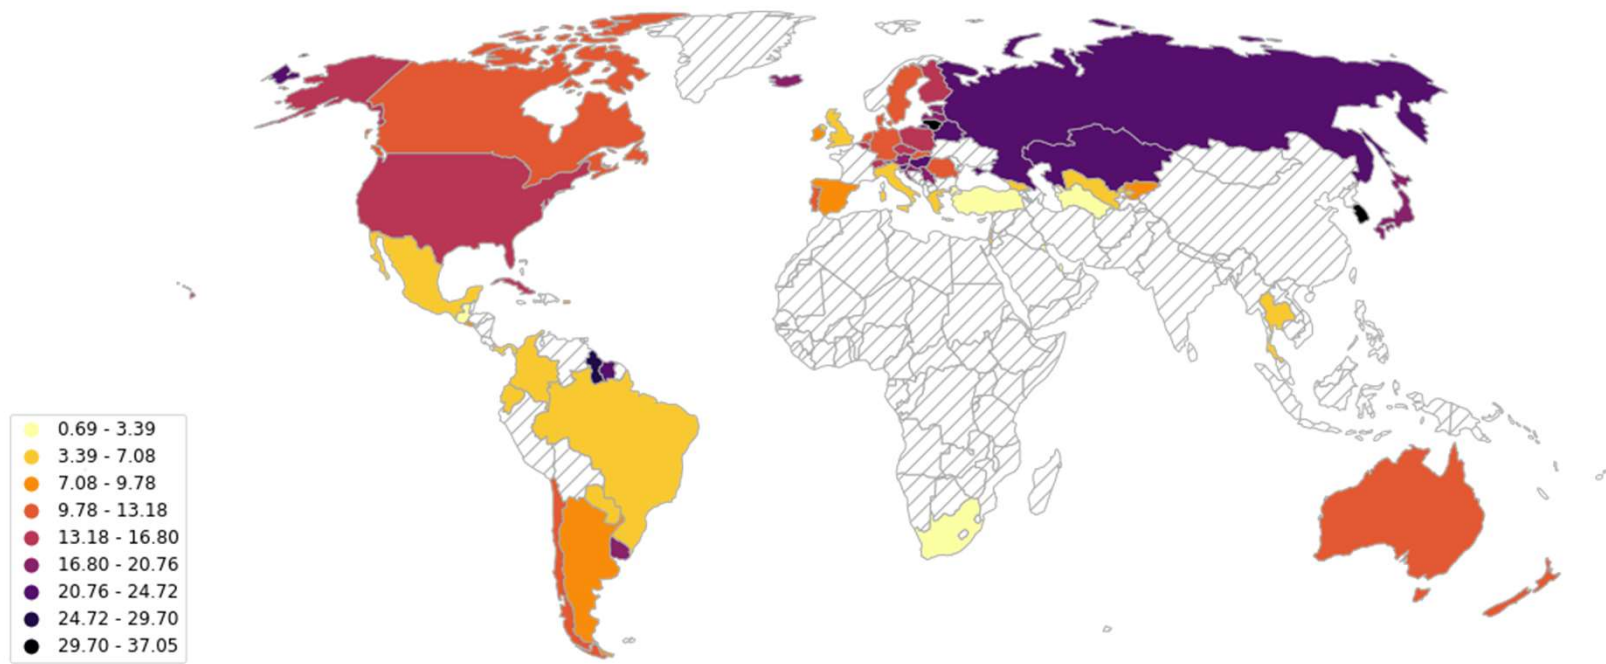 0.69 - 3.39
3.39 - 7.08
7.08 - 9.78
9.78 - 13.18
13.18 - 16.80
16.80 - 20.76
20.76 - 24.72
24.72 - 29.70
29.70 - 37.05